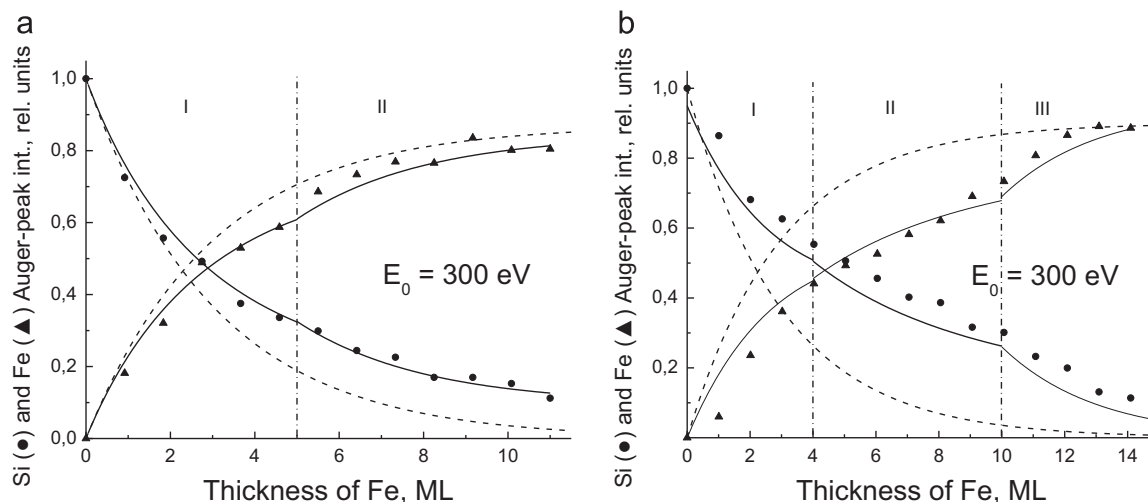 a
Si (●) and Fe (▲) Auger-peak int., rel. units
1,0
0,8
0,6
0,4
0,2
0,0
I
II
E₀ = 300 eV
0 2 4 6 8 10
Thickness of Fe, ML
b
Si (●) and Fe (▲) Auger-peak int., rel. units
1,0
0,8
0,6
0,4
0,2
0,0
I
II
III
E₀ = 300 eV
0 2 4 6 8 10 12 14
Thickness of Fe, ML